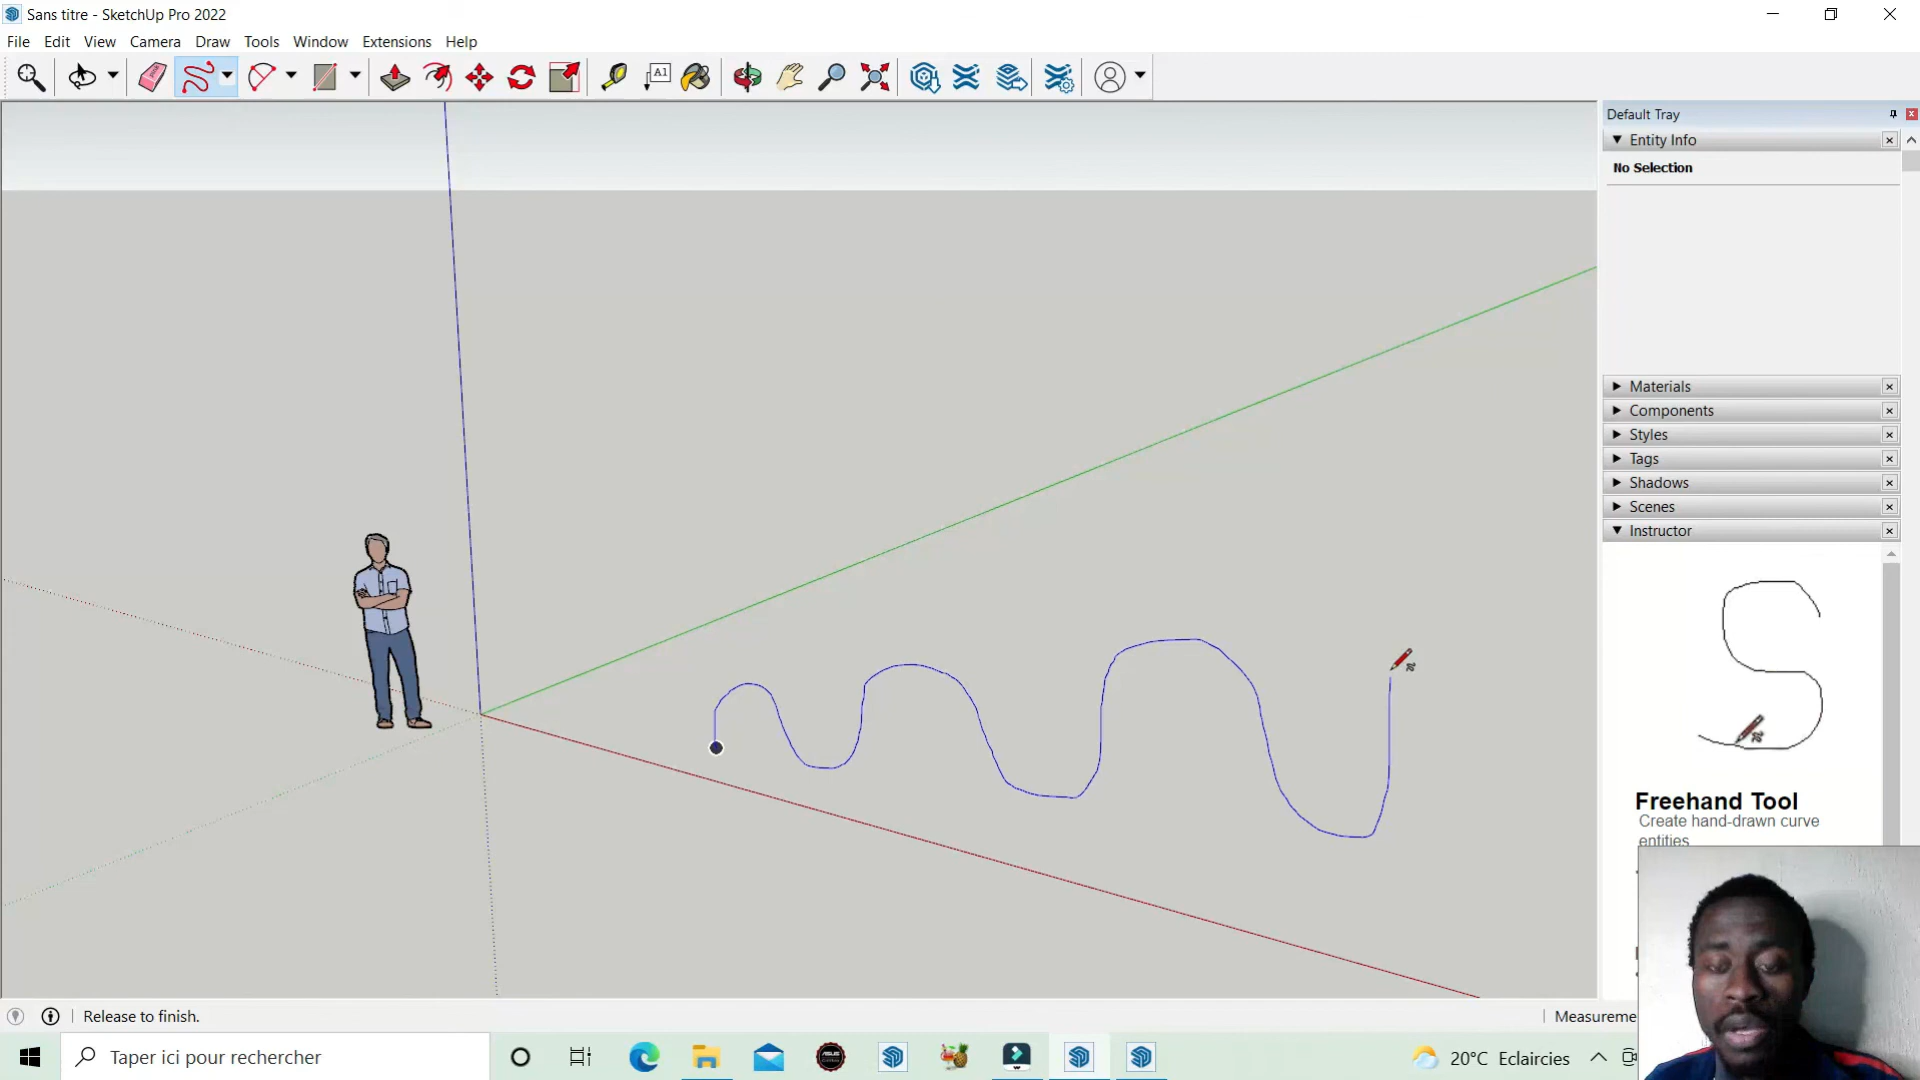 Sans titre - SketchUp Pro 2022
File Edit View Camera Draw Tools Window Extensions Help
A1
Default Tray
Entity Info
No Selection
Materials
Components
Styles
Tags
Shadows
Scenes
Instructor
Freehand Tool
Create hand-drawn curve
entities
Release to finish.
Measureme
Taper ici pour rechercher
20°C Eclaircies